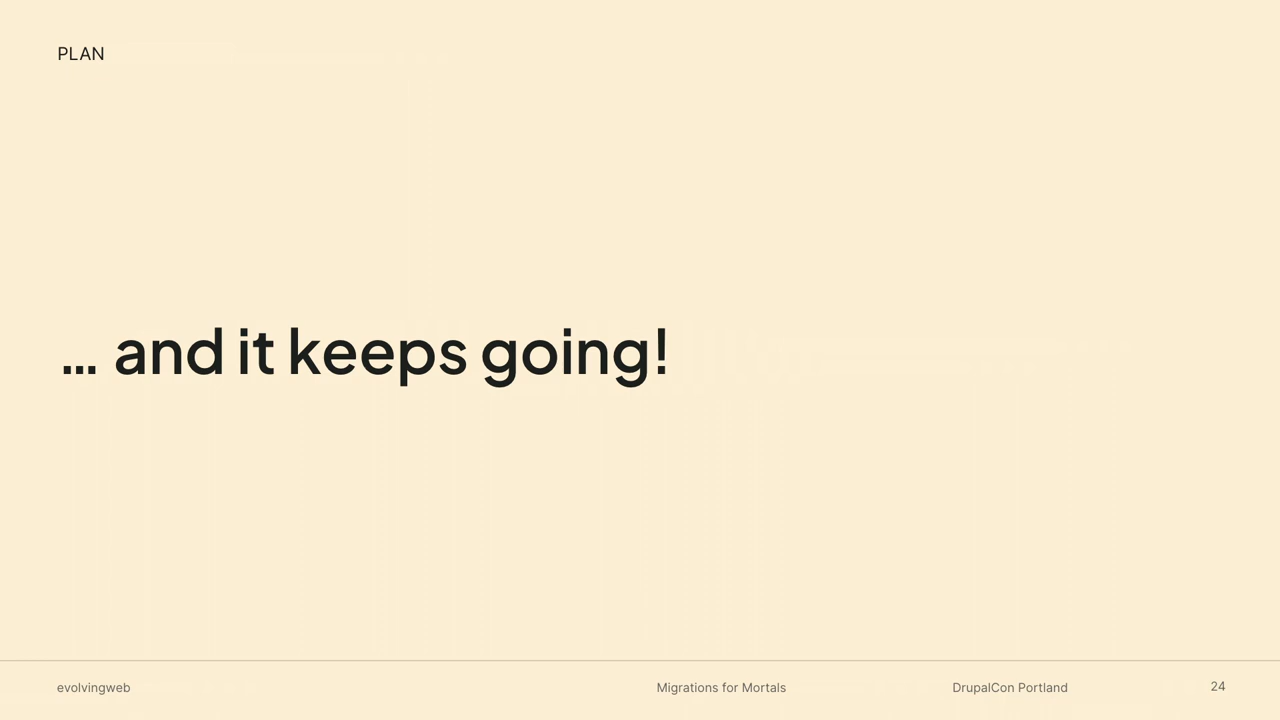 PLAN
… and it keeps going!
evolvingweb
Migrations for Mortals
DrupalCon Portland
24